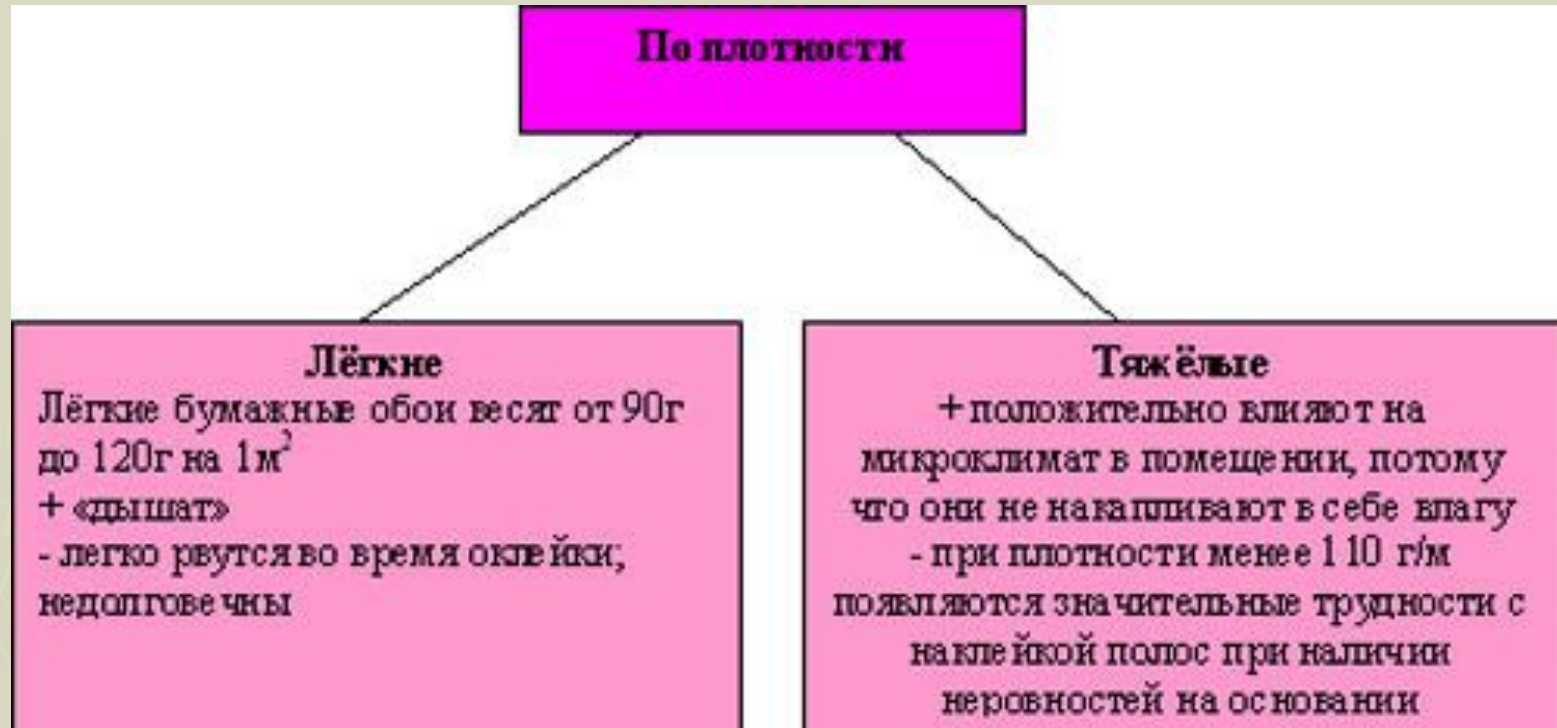 По плотности
Лёгкие
Лёгкие бумажные обои весят от 90г
до 120г на 1м²
+ «дышат»
- легко рвутся во время оклейки;
недолговечны
Тяжёлые
+ положительно влияют на
микроклимат в помещении, потому
что они не накапливают в себе влагу
- при плотности менее 110 г/м
появляются значительные трудности с
наклейкой полос при наличии
неровностей на основании